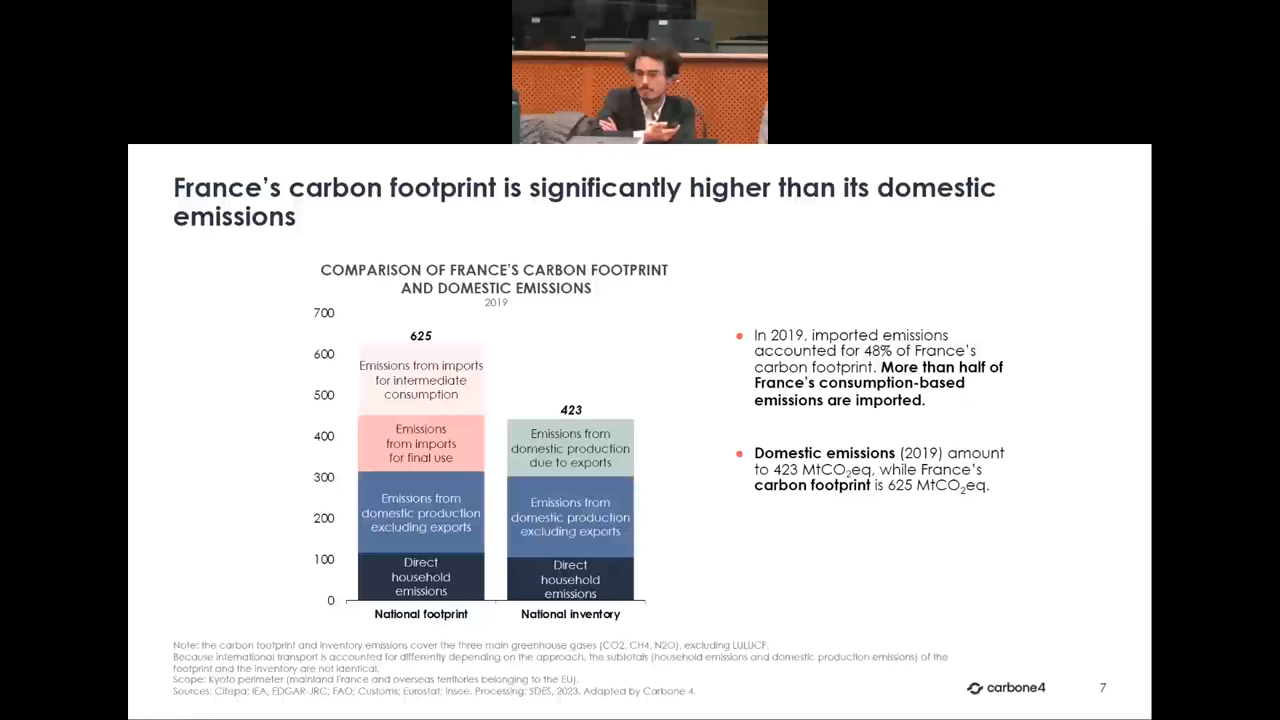 France's carbon footprint is significantly higher than its domestic
emissions
COMPARISON OF FRANCE'S CARBON FOOTPRINT
AND DOMESTIC EMISSIONS
2019
700
600
500
400
300
200
100
0
625
Emissions from imports
for intermediate
consumption
Emissions
from imports
for final use
Emissions from
domestic production
excluding exports
Direct
household
emissions
National footprint
423
Emissions from
domestic production
due to exports
Emissions from
domestic production
excluding exports
Direct
household
emissions
National inventory
● In 2019, imported emissions
accounted for 48% of France's
carbon footprint. More than half of
France's consumption-based
emissions are imported.
● Domestic emissions (2019) amount
to 423 MtCO₂eq, while France's
carbon footprint is 625 MtCO₂eq.
Note: the carbon footprint and inventory emissions cover the three main greenhouse gases (CO2, CH4, N2O), excluding LULUCF.
Because international transport is accounted for differently depending on the approach, the subtotals (household emissions and domestic production emissions) of the
footprint and the inventory are not identical.
Scope: Kyoto perimeter (mainland France and overseas territories belonging to the EU).
Sources: Citepa; IEA, EDGAR-JRC; FAO; Customs; Eurostat; Insee. Processing: SDES, 2023. Adapted by Carbone 4.
carbone4
7